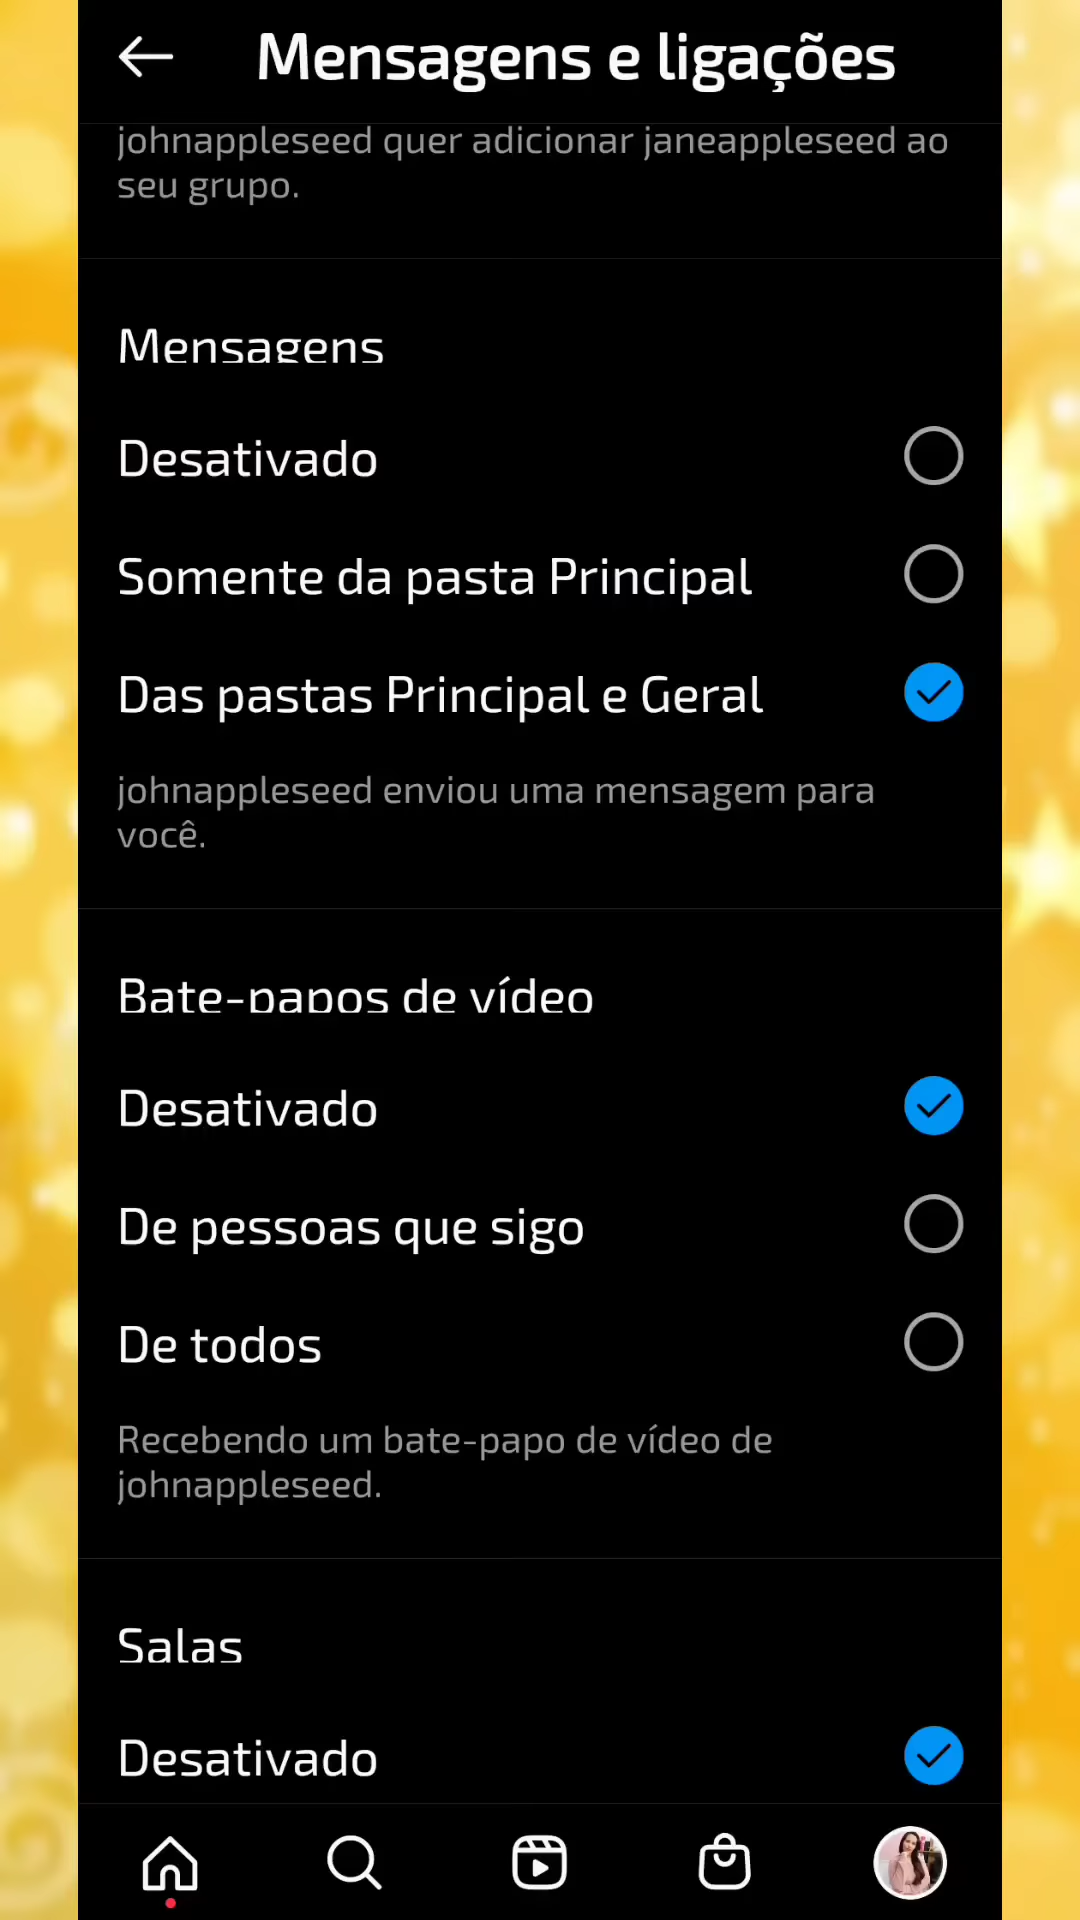 Mensagens e ligações
johnappleseed quer adicionar janeappleseed ao
seu grupo.
Mensagens
Desativado
Somente da pasta Principal
Das pastas Principal e Geral
johnappleseed enviou uma mensagem para
você.
Bate-papos de vídeo
Desativado
De pessoas que sigo
De todos
Recebendo um bate-papo de vídeo de
johnappleseed.
Salas
Desativado